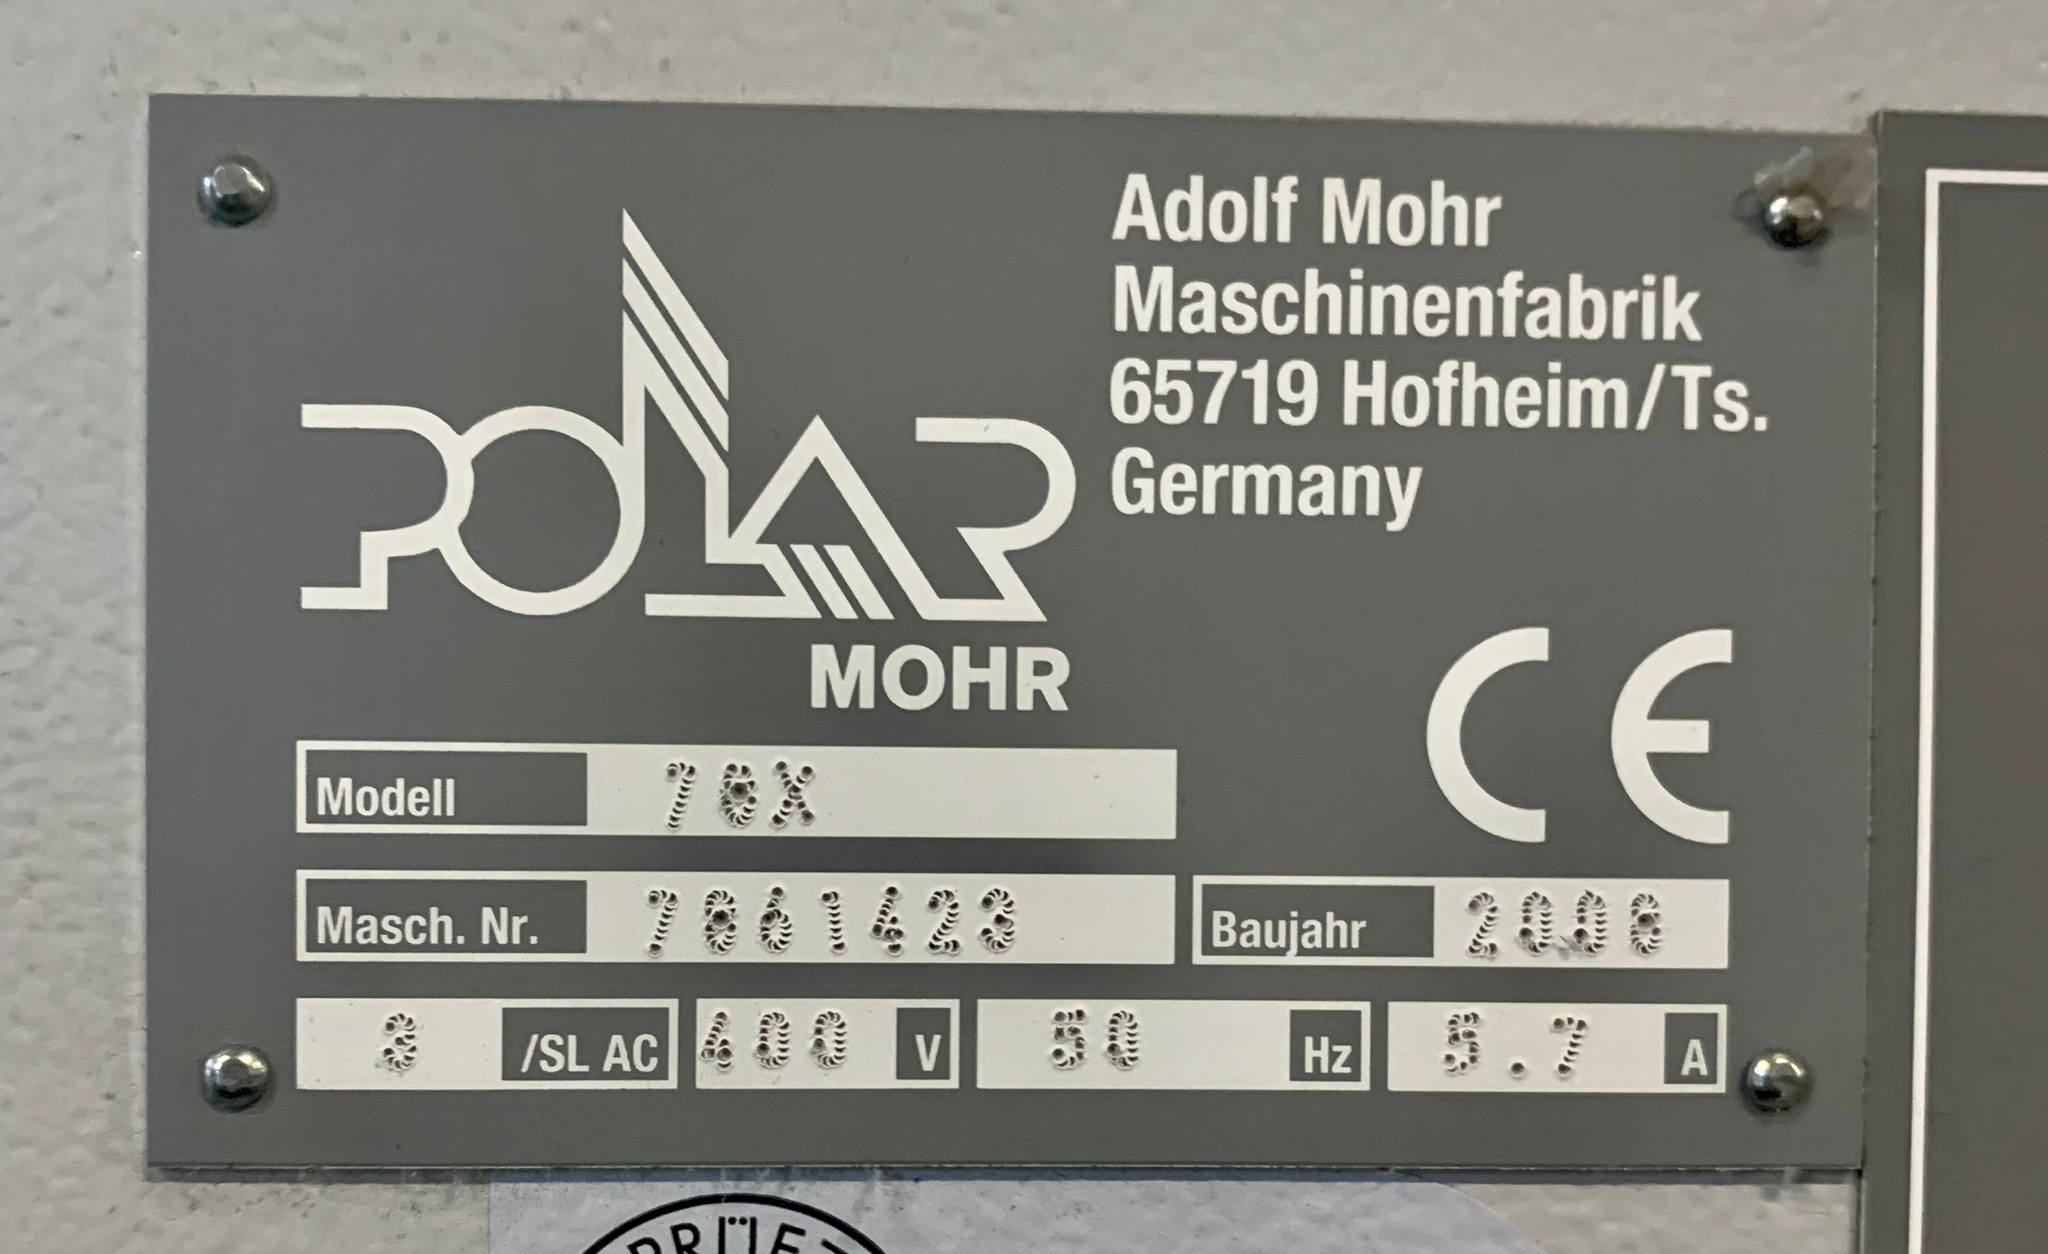 Adolf Mohr
Maschinenfabrik
65719 Hofheim/Ts.
Germany
POLAR
MOHR
CE
Modell 78X
Masch. Nr. 7861423 Baujahr 2008
3 /SL AC 400 V 50 Hz 5.7 A